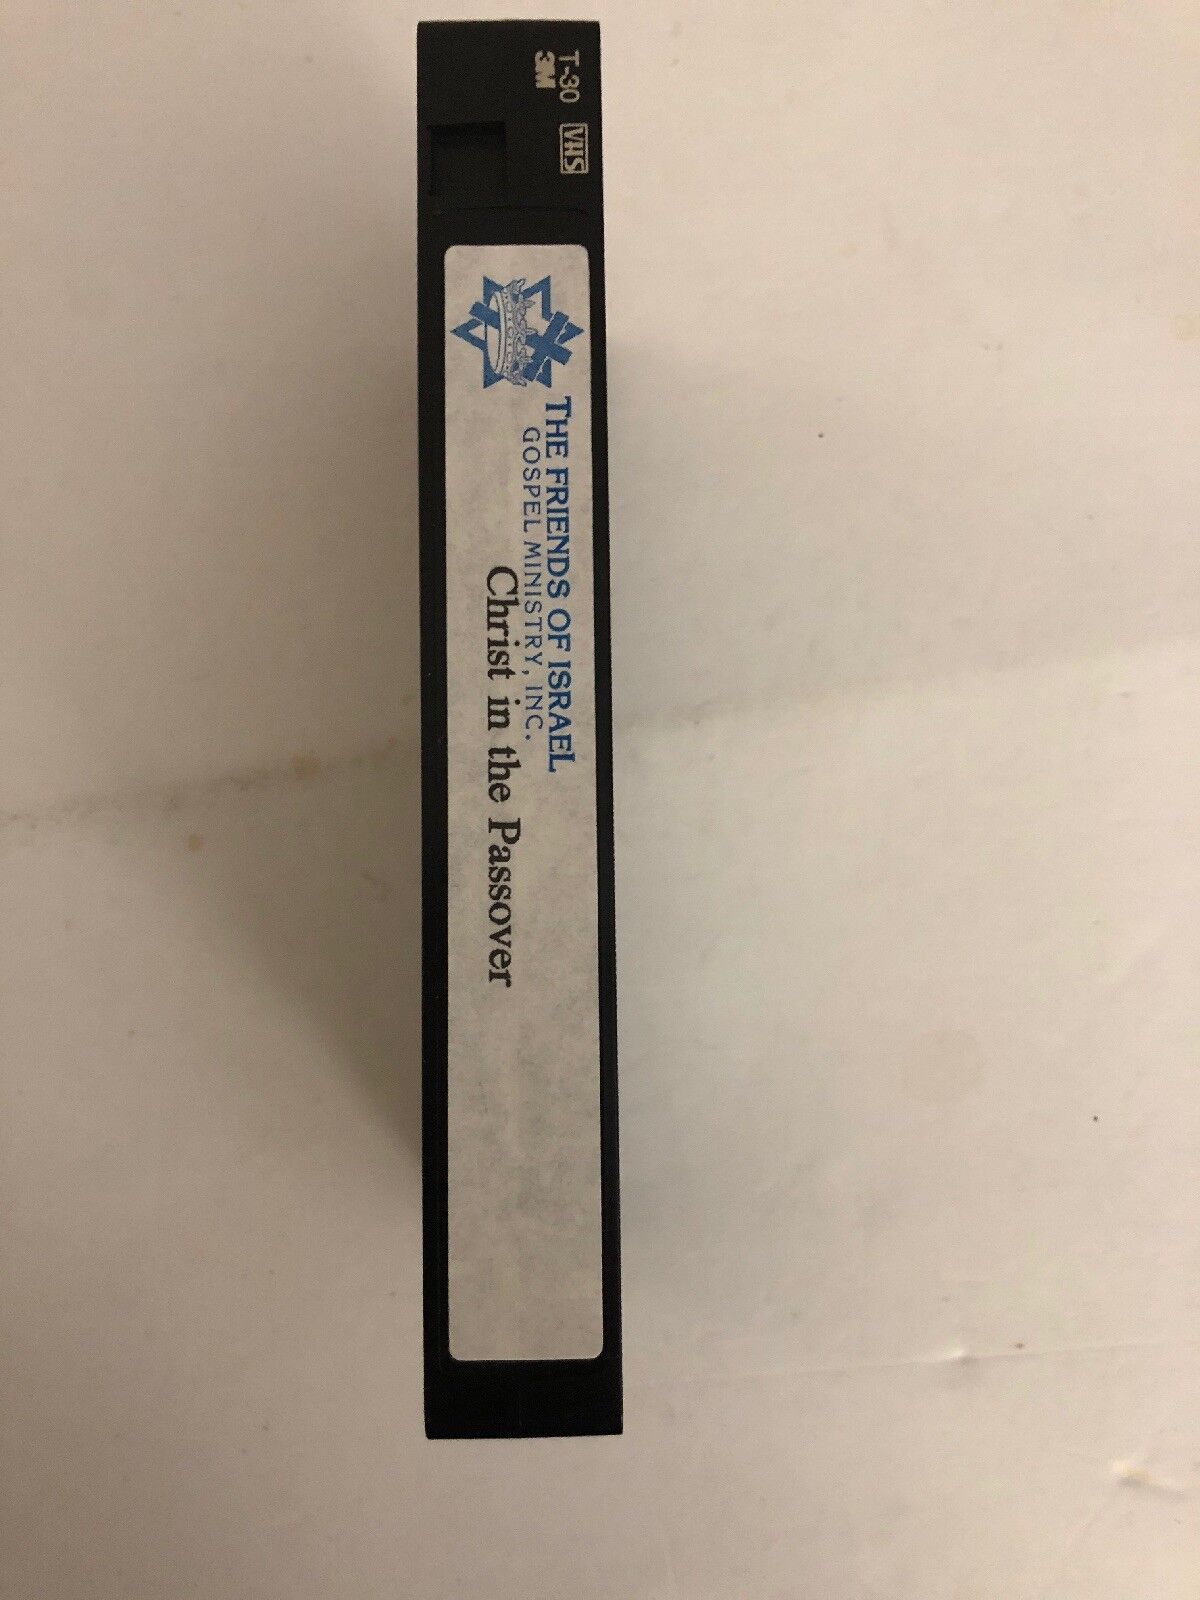 T-30
3M
VHS
THE FRIENDS OF ISRAEL
GOSPEL MINISTRY, INC.
Christ in the Passover